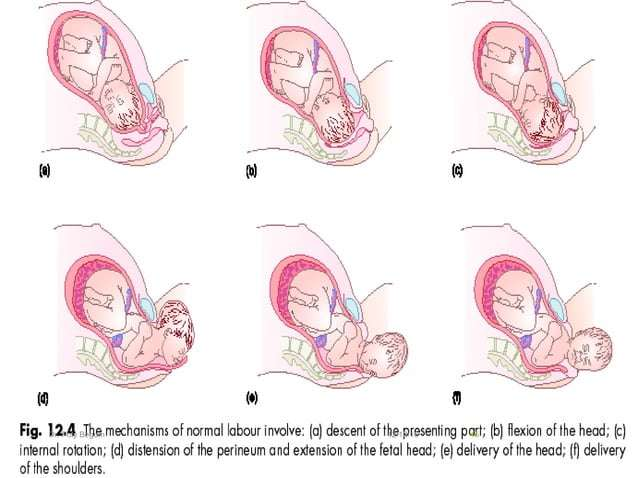 (a)
(b)
(c)
(d)
(e)
(f)
Fig. 12.4 The mechanisms of normal labour involve: (a) descent of the presenting part; (b) flexion of the head; (c)
internal rotation; (d) distension of the perineum and extension of the fetal head; (e) delivery of the head; (f) delivery
of the shoulders.